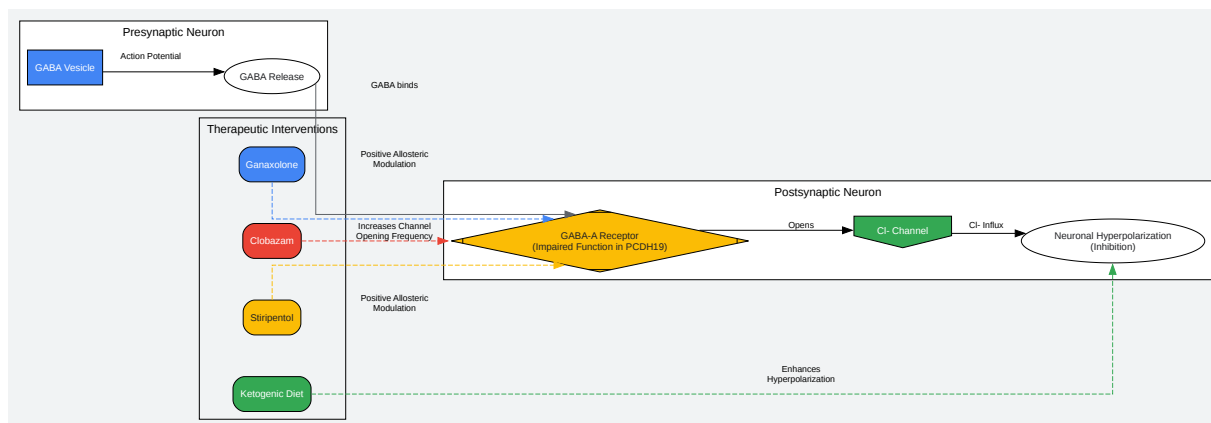 Presynaptic Neuron
GABA Vesicle
Action Potential
GABA Release
GABA binds
Therapeutic Interventions
Ganaxolone
Positive Allosteric
Modulation
Clobazam
Increases Channel
Opening Frequency
Stiripentol
Positive Allosteric
Modulation
Ketogenic Diet
Enhances
Hyperpolarization
Postsynaptic Neuron
GABA-A Receptor
(Impaired Function in PCDH19)
Opens
Cl- Channel
Cl- Influx
Neuronal Hyperpolarization
(Inhibition)